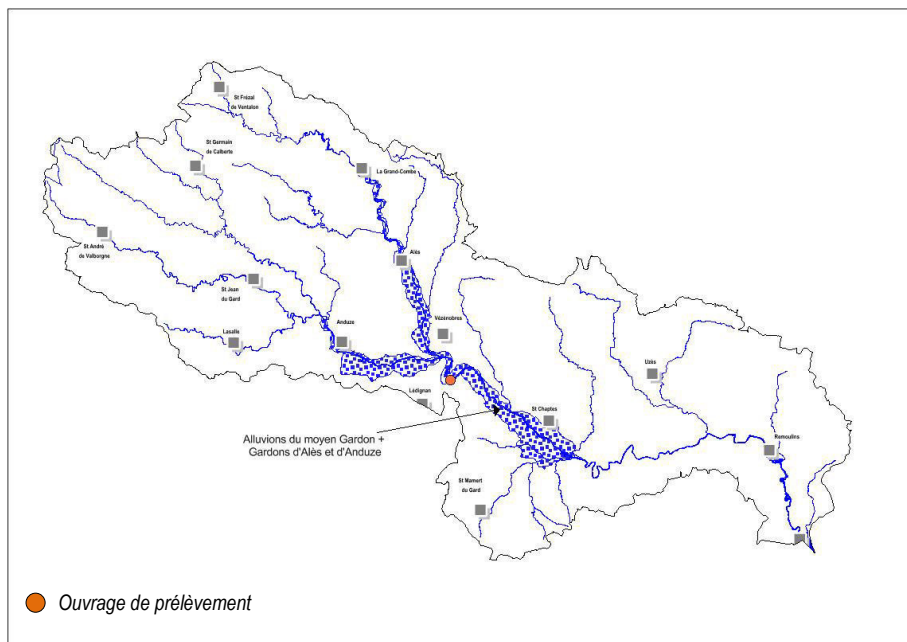 St Frézal
de Ventalon
St Germain
de Calberte
La Grand-Combe
St André
de Valborgne
Alès
St Jean
du Gard
Vézénobres
Anduze
Lasalle
Uzès
Lédignan
St Chaptes
Alluvions du moyen Gardon +
Gardons d'Alès et d'Anduze
Remoulins
St Mamert
du Gard
Ouvrage de prélèvement